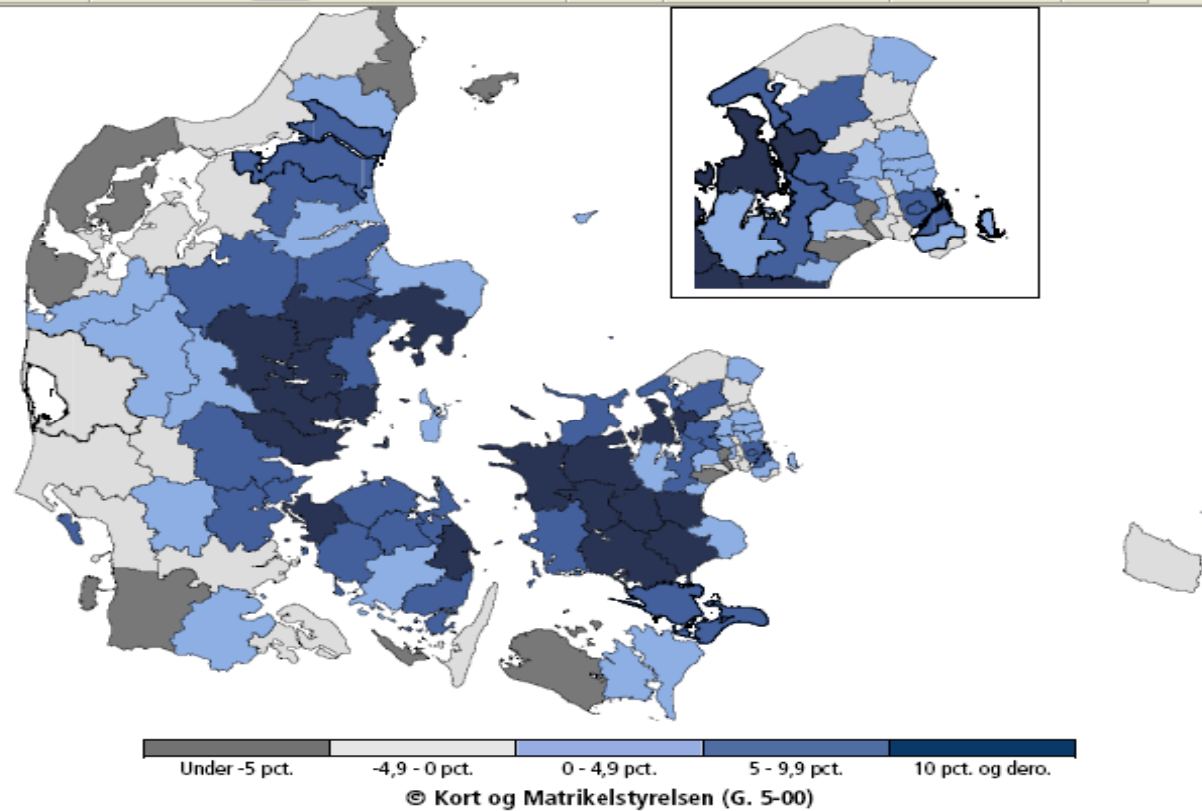 Under -5 pct.
-4,9 - 0 pct.
0 - 4,9 pct.
5 - 9,9 pct.
10 pct. og dero.
© Kort og Matrikelstyrelsen (G. 5-00)